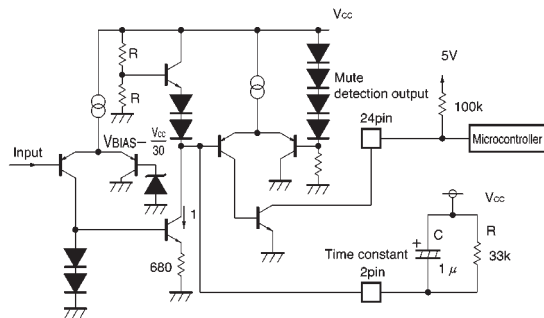 Vcc
R
R
Mute
detection output
5V
100k
24pin
Microcontroller
VBIAS− Vcc/30
Input
1
680
Time constant
2pin
Vcc
+
C
1 μ
R
33k